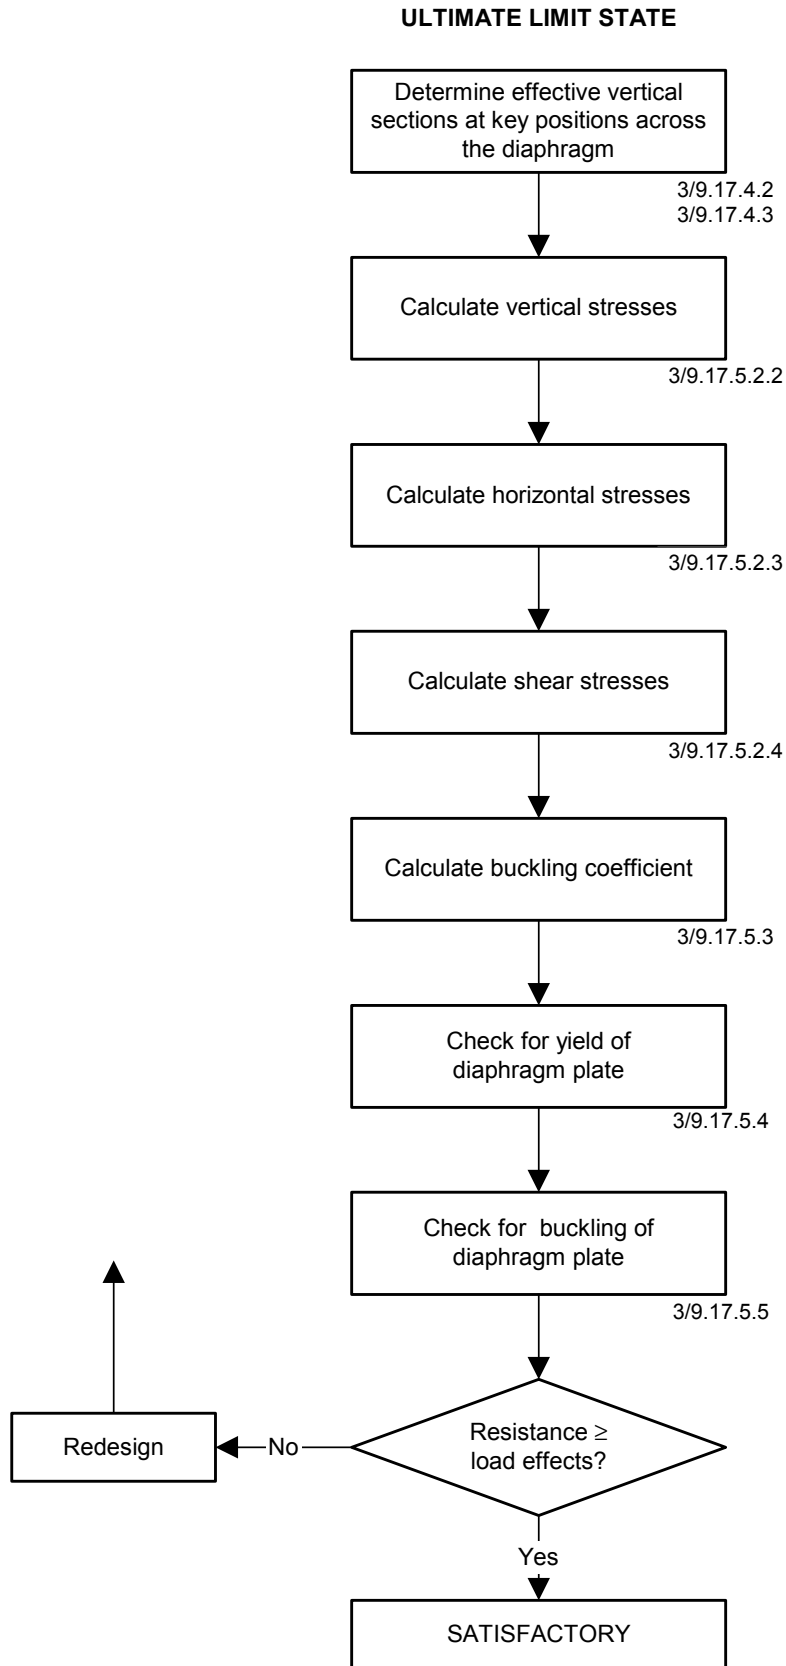 ULTIMATE LIMIT STATE
Determine effective vertical
sections at key positions across
the diaphragm
3/9.17.4.2
3/9.17.4.3
Calculate vertical stresses
3/9.17.5.2.2
Calculate horizontal stresses
3/9.17.5.2.3
Calculate shear stresses
3/9.17.5.2.4
Calculate buckling coefficient
3/9.17.5.3
Check for yield of
diaphragm plate
3/9.17.5.4
Check for buckling of
diaphragm plate
3/9.17.5.5
Resistance ≥
load effects?
No
Redesign
Yes
SATISFACTORY